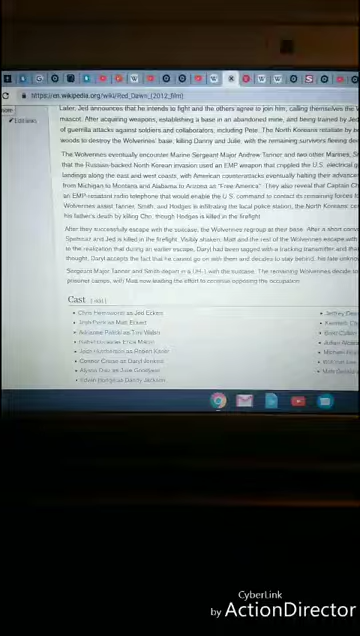 https://en.wikipedia.org/wiki/Red_Dawn_(2012_film)
Later, Jed announces that he intends to fight and the others agree to join him, calling themselves the
mascot. After acquiring weapons, establishing a base in an abandoned mine, and being trained by Jed
of guerrilla attacks against soldiers and collaborators, including Pete. The North Koreans retaliate by
woods to destroy the Wolverines' base, killing Danny and Julie, with the remaining survivors fleeing
The Wolverines eventually encounter Marine Sergeant Major Andrew Tanner and two other Marines,
that the Russian-backed North Korean invasion used an EMP weapon that crippled the U.S. electrical
landings along the east and west coasts, with American counterattacks eventually halting their
from Michigan to Montana and Alabama to Arizona as "Free America". They also reveal that Captain
an EMP-resistant radio telephone that would enable the U.S. command to contact its remaining forces
Wolverines assist Tanner, Smith, and Hodges in infiltrating the local police station, the North Korean
his father's death by killing Cho, though Hodges is killed in the firefight.
After they successfully escape with the suitcase, the Wolverines regroup at their base. After a short
Spetsnaz and Jed is killed in the firefight. Visibly shaken, Matt and the rest of the Wolverines escape with
to the realization that during an earlier escape, Daryl had been tagged with a tracking transmitter and
thought. Daryl accepts the fact that he cannot go on with them and decides to stay behind, his fate
Sergeant Major Tanner and Smith depart in a UH-1 with the suitcase. The remaining Wolverines decide to
prisoner camps, with Matt now leading the effort to continue opposing the occupation.
Cast [edit]
• Chris Hemsworth as Jed Eckert
• Josh Peck as Matt Eckert
• Adrianne Palicki as Toni Walsh
• Isabel Lucas as Erica Martin
• Josh Hutcherson as Robert Kitner
• Connor Cruise as Daryl Jenkins
• Alyssa Diaz as Julie Goodyear
• Edwin Hodge as Danny Jackson
• Jeffrey Dean
• Kenneth
• Brett Cullen
• Michael
CyberLink
by ActionDirector